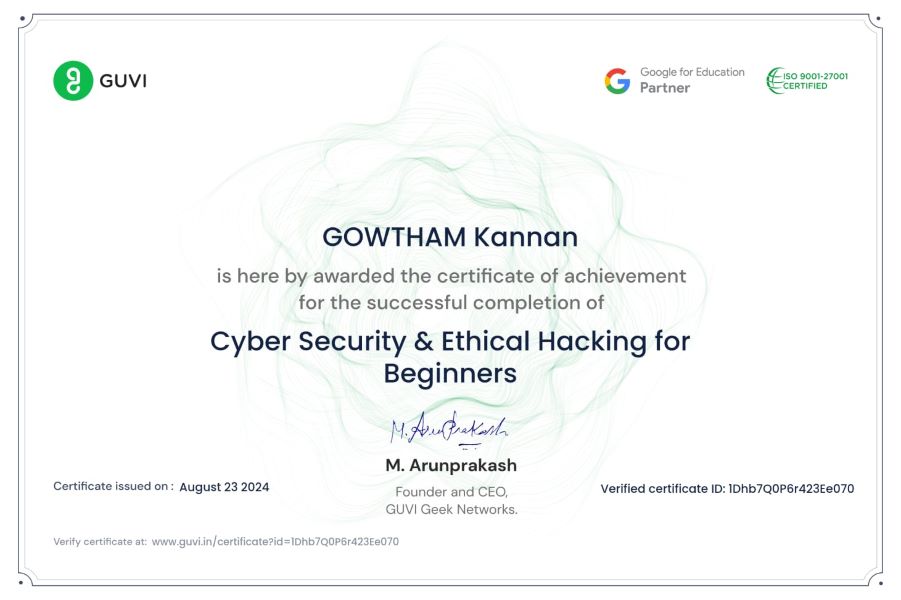 GUVI
Google for Education
Partner
ISO 9001-27001
CERTIFIED
GOWTHAM Kannan
is here by awarded the certificate of achievement
for the successful completion of
Cyber Security & Ethical Hacking for
Beginners
M. ArunPrakash
M. Arunprakash
Founder and CEO,
GUVI Geek Networks.
Certificate issued on : August 23 2024
Verified certificate ID: 1Dhb7Q0P6r423Ee070
Verify certificate at: www.guvi.in/certificate?id=1Dhb7Q0P6r423Ee070